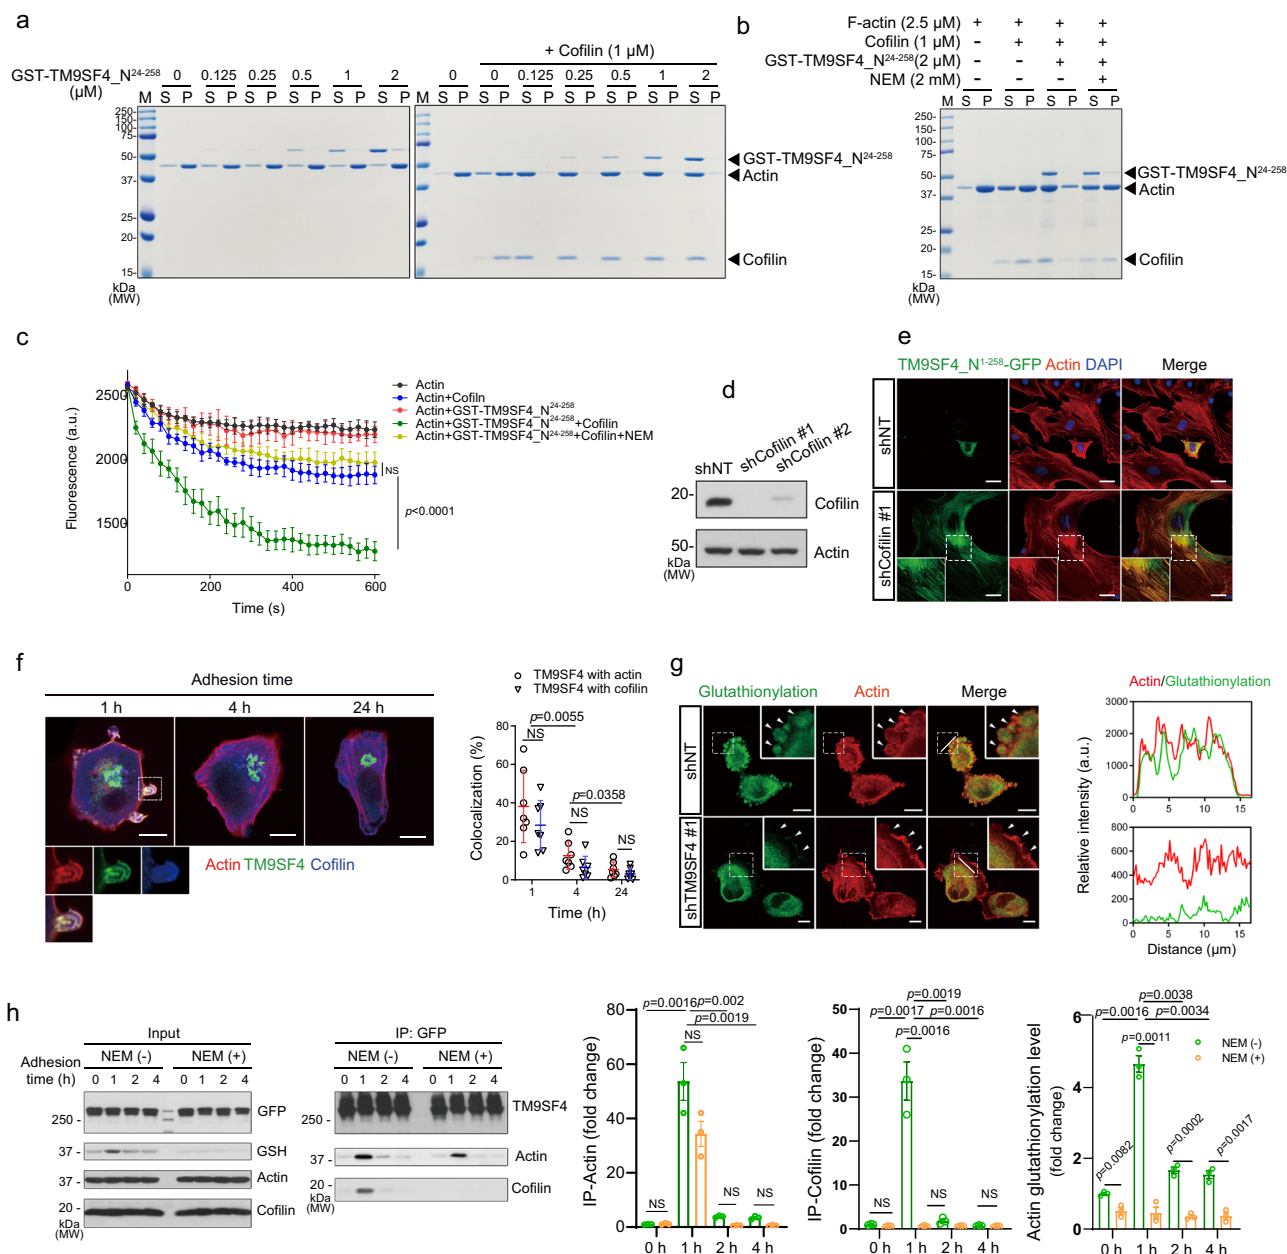 a
+ Cofilin (1 μM)
GST-TM9SF4_N24-258
(μM)
0 0.125 0.25 0.5 1 2
0 0 0.125 0.25 0.5 1 2
M S P S P S P S P S P S P
M S P S P S P S P S P S P S P
250-
150-
100-
75-
50-
37-
25-
20-
15-
kDa
(MW)
GST-TM9SF4_N24-258
Actin
Cofilin
b
F-actin (2.5 μM) + + + +
Cofilin (1 μM) - + + +
GST-TM9SF4_N24-258(2 μM) - - + +
NEM (2 mM) - - - +
M S P S P S P S P
250-
150-
100-
75-
50-
37-
25-
20-
15-
kDa
(MW)
GST-TM9SF4_N24-258
Actin
Cofilin
c
Fluorescence (a.u.)
2500
2000
1500
0 200 400 600
Time (s)
Actin
Actin+Cofiln
Actin+GST-TM9SF4_N24-258
Actin+GST-TM9SF4_N24-258+Cofilin
Actin+GST-TM9SF4_N24-258+Cofilin+NEM
NS
p<0.0001
d
shNT
shCofilin #1
shCofilin #2
20-
Cofilin
50-
Actin
kDa
(MW)
e
TM9SF4_N1-258-GFP Actin DAPI Merge
shNT
shCofilin #1
f
Adhesion time
1 h 4 h 24 h
Actin TM9SF4 Cofilin
TM9SF4 with actin
TM9SF4 with cofilin
Colocalization (%)
80
60
40
20
0
p=0.0055
NS
p=0.0358
NS
NS
1 4 24
Time (h)
g
Glutathionylation Actin Merge
shNT
shTM9SF4 #1
Actin/Glutathionylation
Relative intensity (a.u.)
3000
2000
1000
0
0 5 10 15
800
600
400
200
0
0 5 10 15
Distance (μm)
h
Input
NEM (-) NEM (+)
Adhesion
time (h)
0 1 2 4 0 1 2 4
250 -
GFP
37 -
GSH
37 -
Actin
20 -
Cofilin
kDa
(MW)
IP: GFP
NEM (-) NEM (+)
0 1 2 4 0 1 2 4
250 -
TM9SF4
37 -
Actin
20 -
Cofilin
kDa
(MW)
IP-Actin (fold change)
80
60
40
20
0
p=0.0016 p=0.002
p=0.0019
NS
NS
NS
NS
0 h 1 h 2 h 4 h
IP-Cofilin (fold change)
50
40
30
20
10
0
p=0.0019
p=0.0017 p=0.0016
p=0.0016
NS
NS
NS
0 h 1 h 2 h 4 h
Actin glutathionylation level
(fold change)
6
4
2
0
p=0.0038
p=0.0016 p=0.0034
p=0.0011
p=0.0082
p=0.0002
p=0.0017
NEM (-)
NEM (+)
0 h 1 h 2 h 4 h